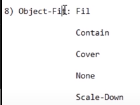 8) Object-Fit: Fil
Contain
Cover
None
Scale-Down